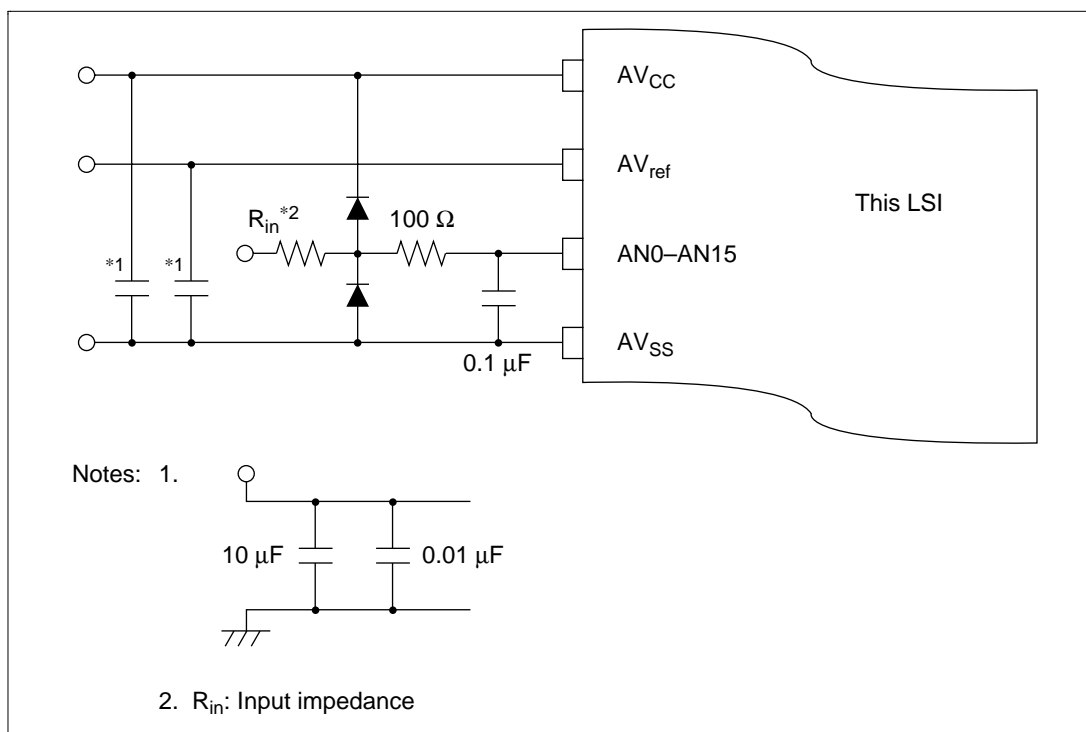 AVCC
AVref
This LSI
Rin*2
100 Ω
AN0–AN15
*1
*1
AVSS
0.1 μF
Notes: 1.
10 μF
0.01 μF
2. Rin: Input impedance